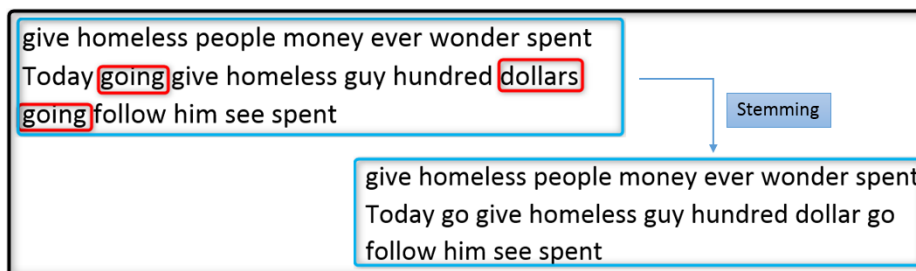 give homeless people money ever wonder spent
Today going give homeless guy hundred dollars
going follow him see spent
Stemming
give homeless people money ever wonder spent
Today go give homeless guy hundred dollar go
follow him see spent